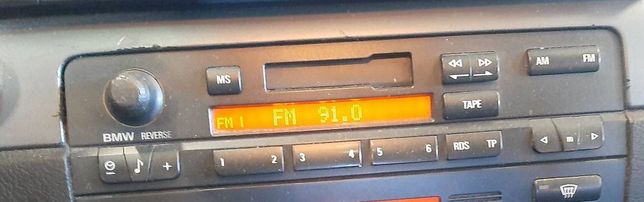 MS
AM FM
FM I FM 91.0
TAPE
BMW REVERSE
1 2 3 4 5 6 RDS TP
m